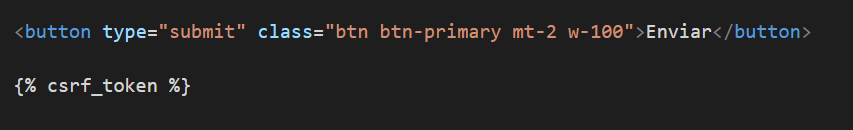 <button type="submit" class="btn btn-primary mt-2 w-100">Enviar</button>
{% csrf_token %}